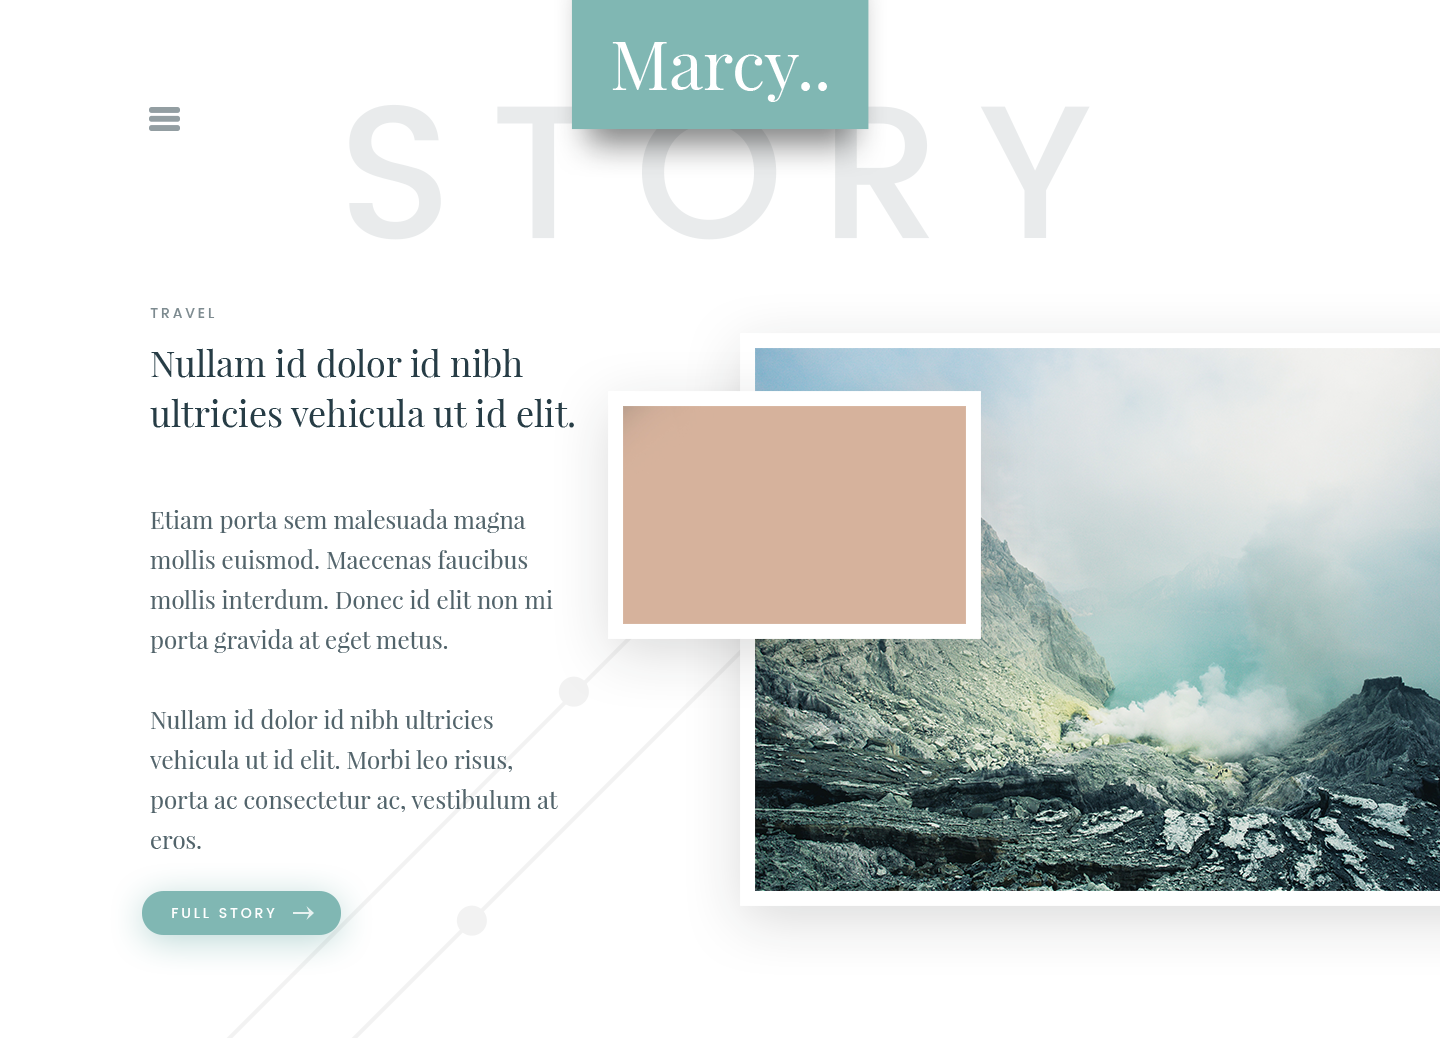 Marcy..
STORY
TRAVEL
Nullam id dolor id nibh
ultricies vehicula ut id elit.
Etiam porta sem malesuada magna
mollis euismod. Maecenas faucibus
mollis interdum. Donec id elit non mi
porta gravida at eget metus.
Nullam id dolor id nibh ultricies
vehicula ut id elit. Morbi leo risus,
porta ac consectetur ac, vestibulum at
eros.
FULL STORY